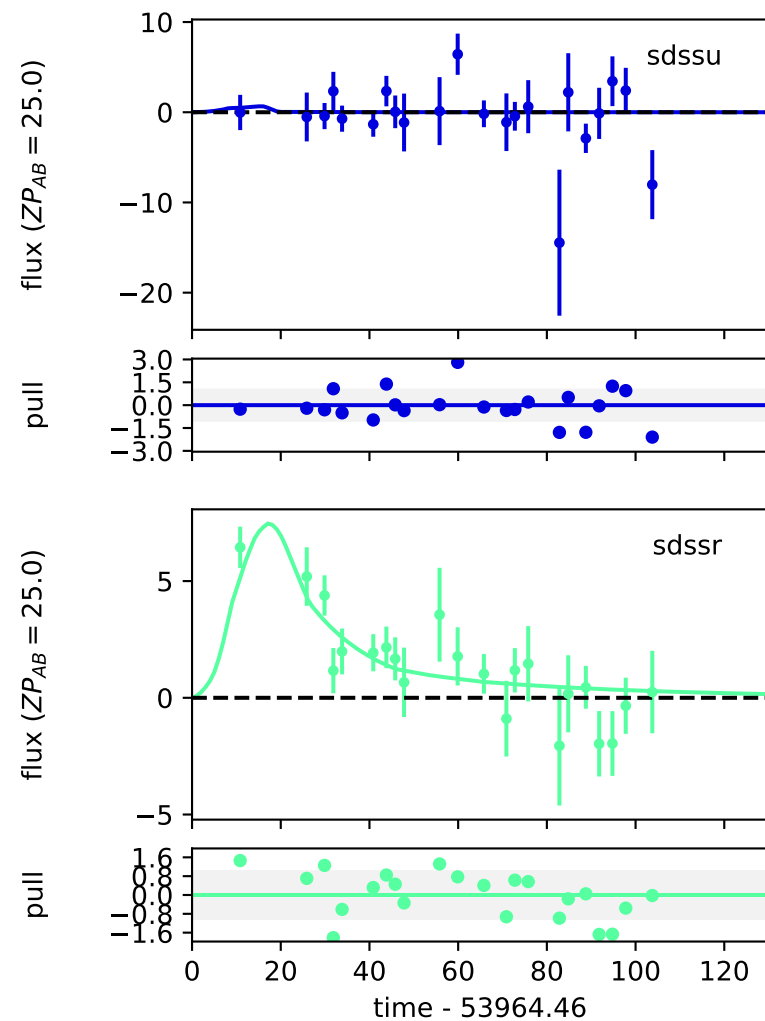 10
0
−10
−20
flux (ZP_AB = 25.0)
sdssu
3.0
1.5
0.0
−1.5
−3.0
pull
5
0
−5
flux (ZP_AB = 25.0)
sdssr
1.6
0.8
0.0
−0.8
−1.6
pull
0 20 40 60 80 100 120
time - 53964.46